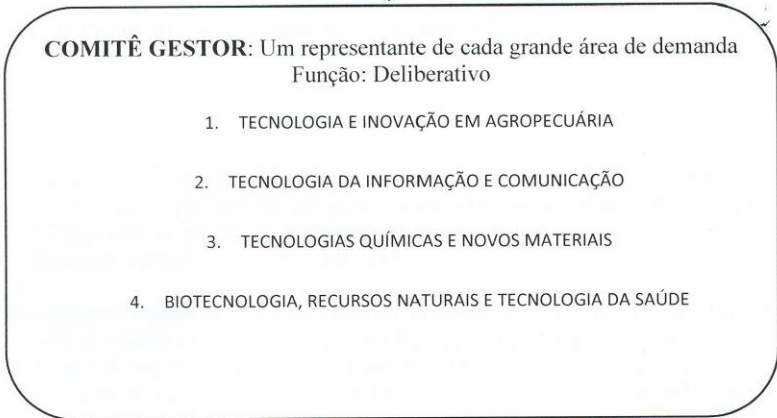 COMITÊ GESTOR: Um representante de cada grande área de demanda
Função: Deliberativo
1. TECNOLOGIA E INOVAÇÃO EM AGROPECUÁRIA
2. TECNOLOGIA DA INFORMAÇÃO E COMUNICAÇÃO
3. TECNOLOGIAS QUÍMICAS E NOVOS MATERIAIS
4. BIOTECNOLOGIA, RECURSOS NATURAIS E TECNOLOGIA DA SAÚDE